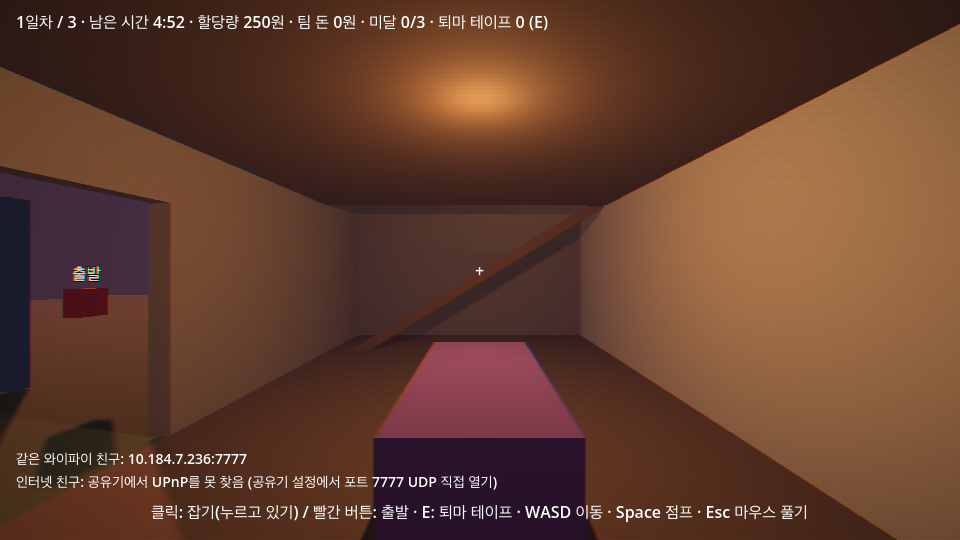 1일차 / 3 · 남은 시간 4:52 · 할당량 250원 · 팀 돈 0원 · 미달 0/3 · 퇴마 테이프 0 (E)
출발
+
같은 와이파이 친구: 10.184.7.236:7777
인터넷 친구: 공유기에서 UPnP를 못 찾음 (공유기 설정에서 포트 7777 UDP 직접 열기)
클릭: 잡기(누르고 있기) / 빨간 버튼: 출발 · E: 퇴마 테이프 · WASD 이동 · Space 점프 · Esc 마우스 풀기